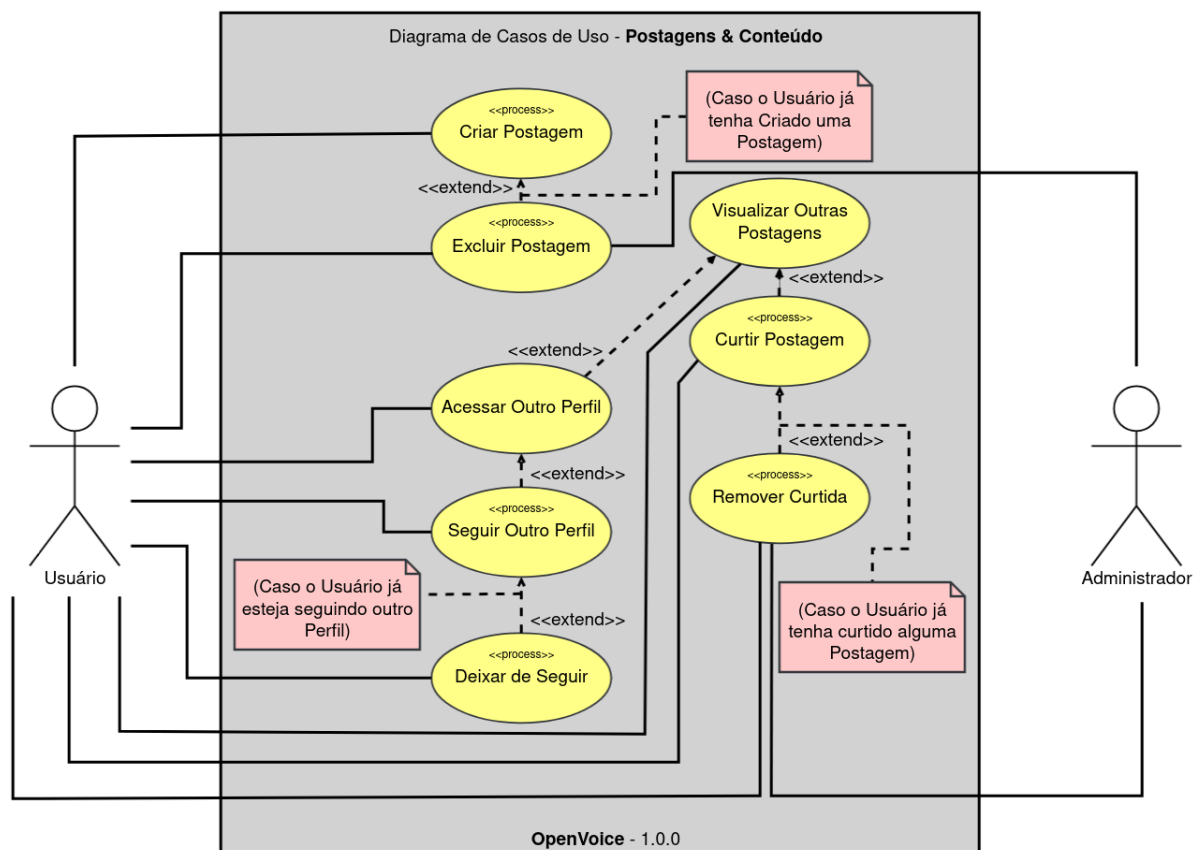 Diagrama de Casos de Uso - Postagens & Conteúdo
<<process>>
Criar Postagem
(Caso o Usuário já
tenha Criado uma
Postagem)
<<extend>>
<<process>>
Excluir Postagem
Visualizar Outras
Postagens
<<extend>>
<<process>>
Curtir Postagem
<<extend>>
Acessar Outro Perfil
<<extend>>
<<process>>
Seguir Outro Perfil
<<extend>>
<<process>>
Remover Curtida
Usuário
Administrador
(Caso o Usuário já
esteja seguindo outro
Perfil)
<<extend>>
<<process>>
Deixar de Seguir
(Caso o Usuário já
tenha curtido alguma
Postagem)
OpenVoice - 1.0.0